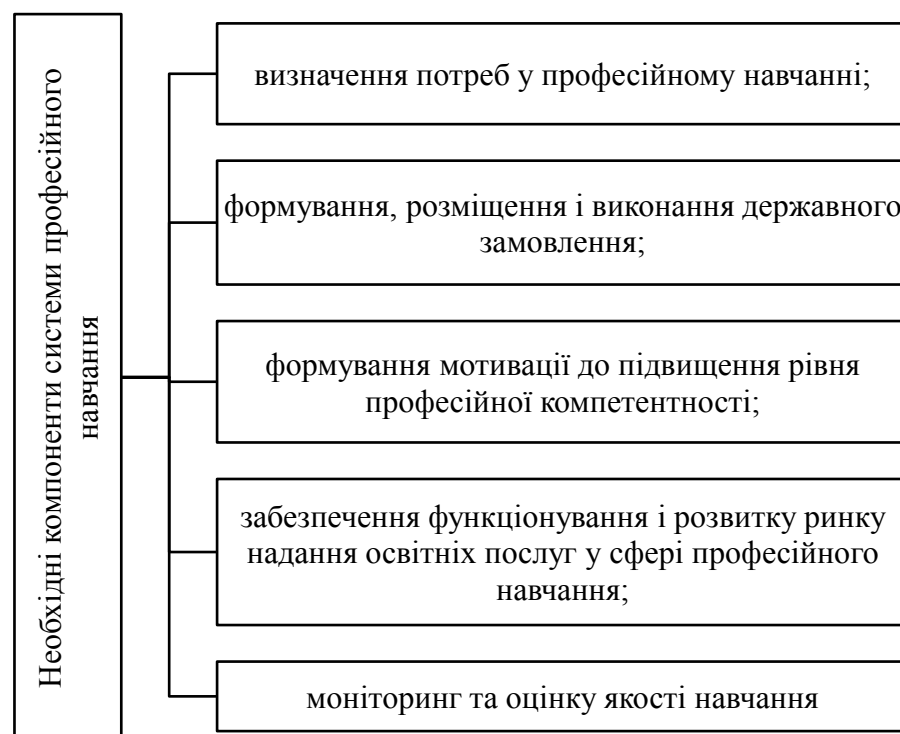 Необхідні компоненти системи професійного
навчання
визначення потреб у професійному навчанні;
формування, розміщення і виконання державного
замовлення;
формування мотивації до підвищення рівня
професійної компетентності;
забезпечення функціонування і розвитку ринку
надання освітніх послуг у сфері професійного
навчання;
моніторинг та оцінку якості навчання